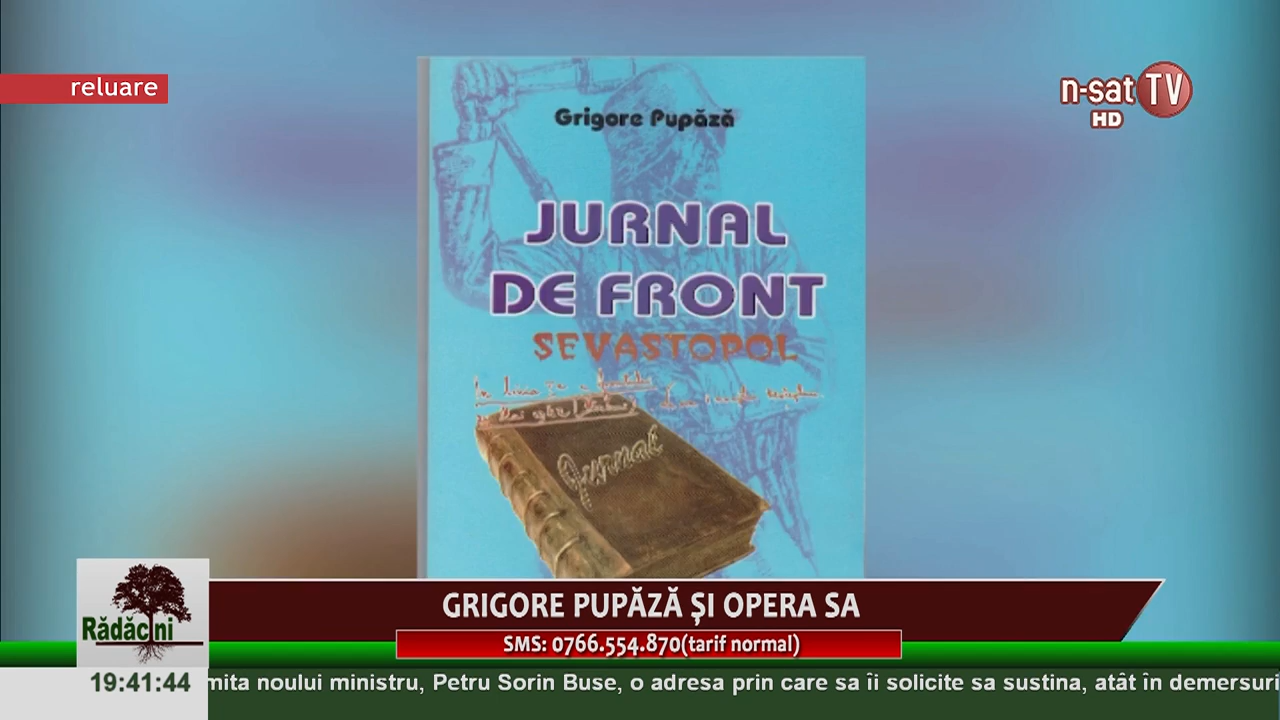 reluare
n-sat TV
HD
Grigore Pupăză
JURNAL
DE FRONT
SEVASTOPOL
Jurnal
GRIGORE PUPĂZĂ ȘI OPERA SA
SMS: 0766.554.870(tarif normal)
Rădăcini
19:41:44
mita noului ministru, Petru Sorin Buse, o adresa prin care sa îi solicite sa sustina, atât în demersuri